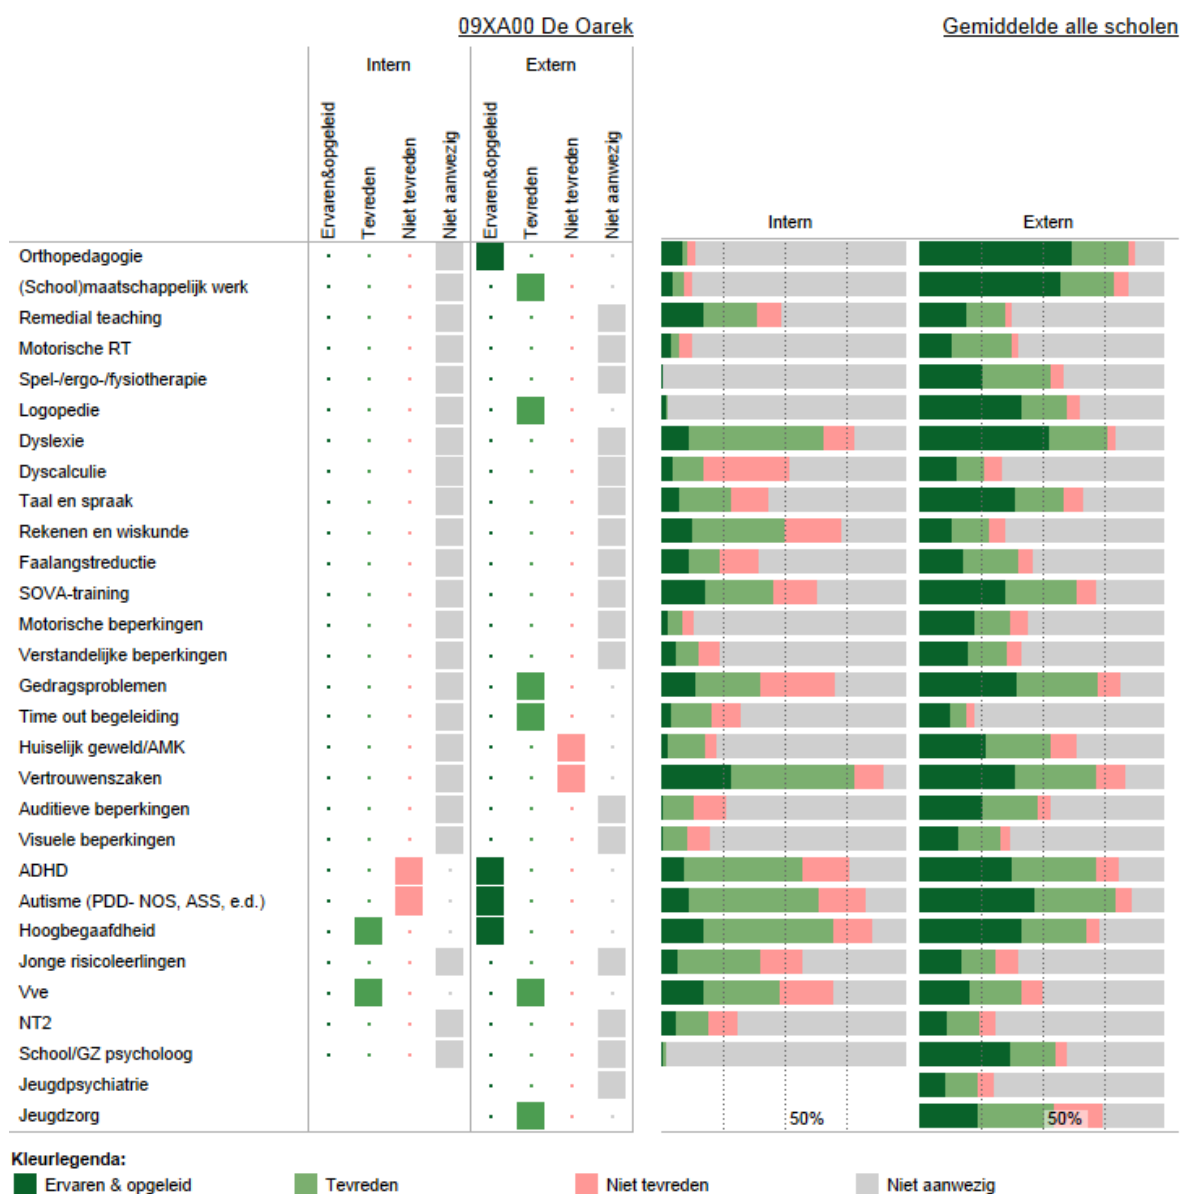 09XA00 De Oarek
Gemiddelde alle scholen
Intern
Extern
Ervaren&opgeleid
Tevreden
Niet tevreden
Niet aanwezig
Ervaren&opgeleid
Tevreden
Niet tevreden
Niet aanwezig
Intern
Extern
Orthopedagogie
(School)maatschappelijk werk
Remedial teaching
Motorische RT
Spel-/ergo-/fysiotherapie
Logopedie
Dyslexie
Dyscalculie
Taal en spraak
Rekenen en wiskunde
Faalangstreductie
SOVA-training
Motorische beperkingen
Verstandelijke beperkingen
Gedragsproblemen
Time out begeleiding
Huiselijk geweld/AMK
Vertrouwenszaken
Auditieve beperkingen
Visuele beperkingen
ADHD
Autisme (PDD- NOS, ASS, e.d.)
Hoogbegaafdheid
Jonge risicoleerlingen
Vve
NT2
School/GZ psycholoog
Jeugdpsychiatrie
Jeugdzorg
50%
50%
Kleurlegenda:
Ervaren & opgeleid
Tevreden
Niet tevreden
Niet aanwezig